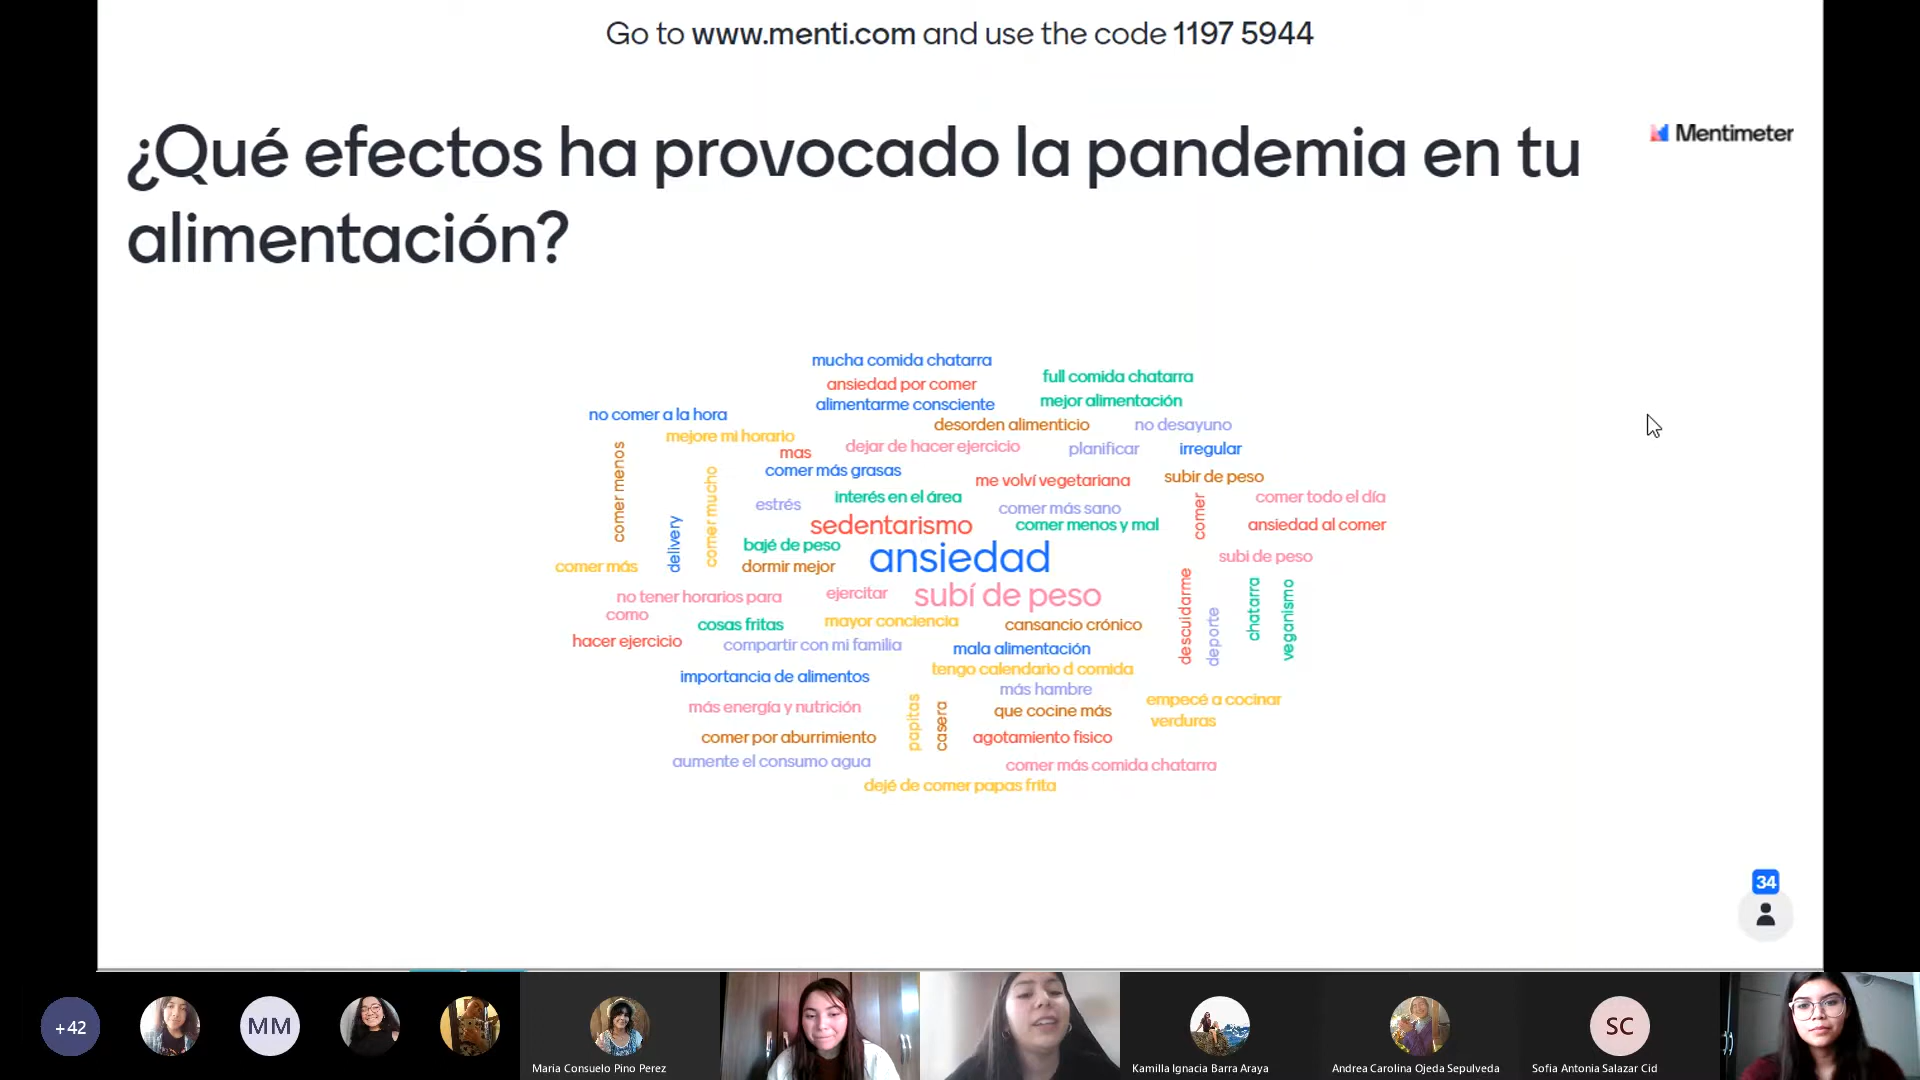 Go to www.menti.com and use the code 1197 5944
¿Qué efectos ha provocado la pandemia en tu
alimentación?
Mentimeter
mucha comida chatarra
full comida chatarra
ansiedad por comer
mejor alimentación
alimentarme consciente
no comer a la hora
desorden alimenticio
no desayuno
mejore mi horario
dejar de hacer ejercicio
planificar
irregular
mas
comer más grasas
me volví vegetariana
subir de peso
comer menos
comer mucho
estrés
interés en el área
comer más sano
comer
comer todo el día
sedentarismo
comer menos y mal
ansiedad al comer
delivery
bajé de peso
ansiedad
subi de peso
comer más
dormir mejor
no tener horarios para
como
ejercitar
subí de peso
descuidarme
deporte
chatarra
veganismo
cosas fritas
mayor conciencia
cansancio crónico
hacer ejercicio
compartir con mi familia
mala alimentación
importancia de alimentos
tengo calendario d comida
más hambre
empecé a cocinar
verduras
más energía y nutrición
papitas
casera
que cocine más
comer por aburrimiento
agotamiento fisico
aumente el consumo agua
comer más comida chatarra
dejé de comer papas frita
34
+42
MM
SC
Maria Consuelo Pino Perez
Kamilla Ignacia Barra Araya
Andrea Carolina Ojeda Sepulveda
Sofia Antonia Salazar Cid